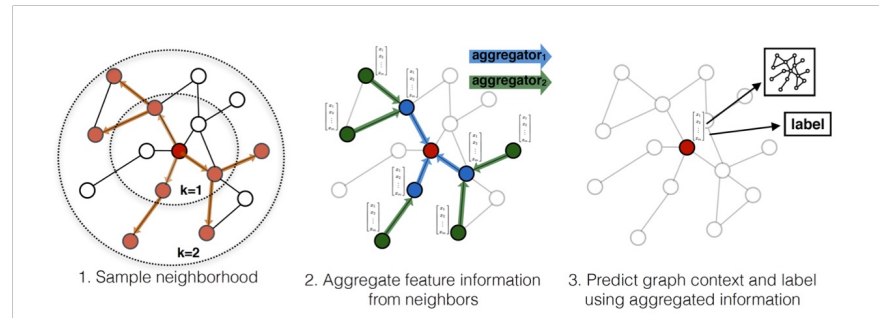 aggregator₁
aggregator₂
label
k=1
k=2
1. Sample neighborhood
2. Aggregate feature information
from neighbors
3. Predict graph context and label
using aggregated information